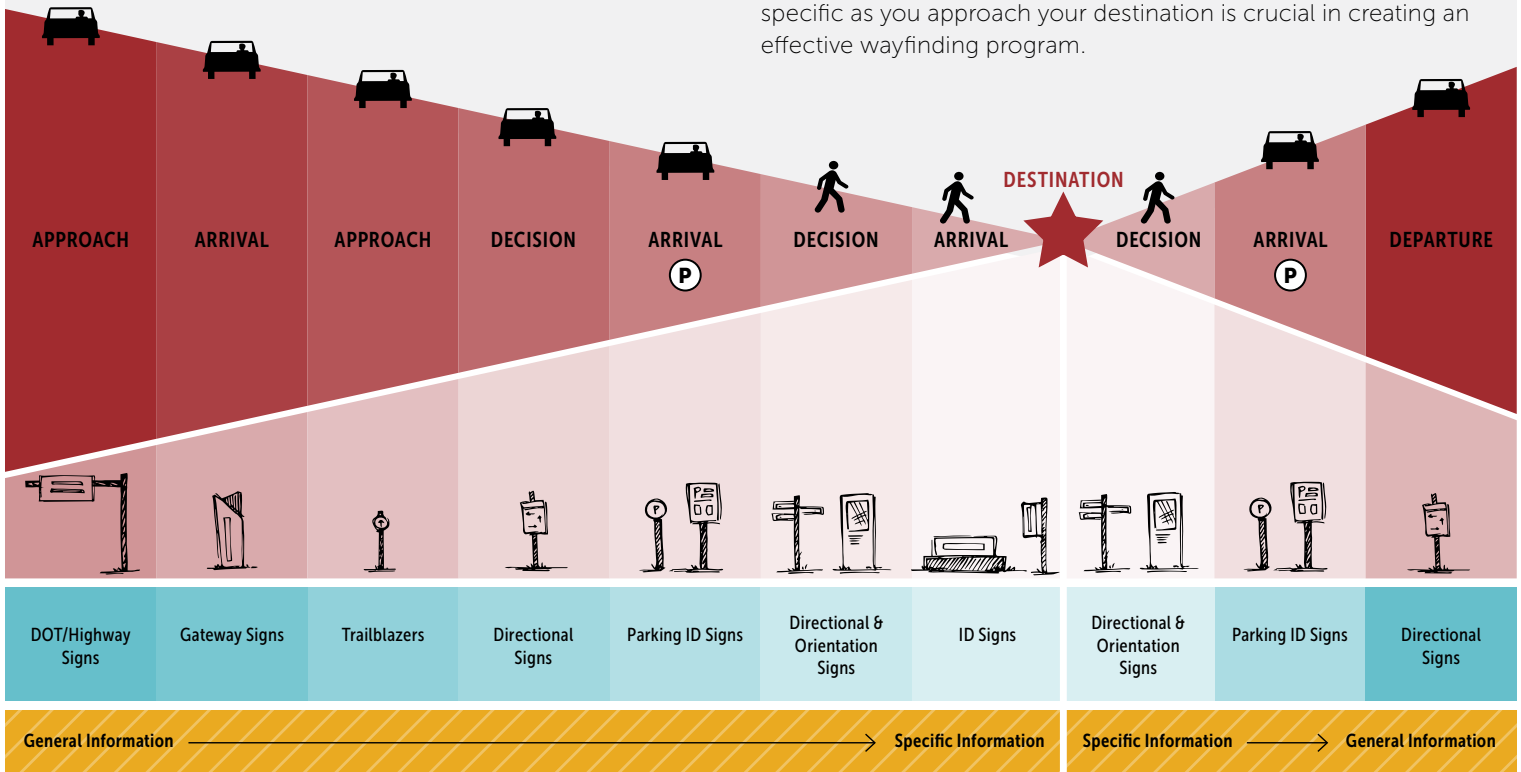 specific as you approach your destination is crucial in creating an
effective wayfinding program.
DESTINATION
APPROACH
ARRIVAL
APPROACH
DECISION
ARRIVAL
P
DECISION
ARRIVAL
DECISION
ARRIVAL
P
DEPARTURE
P
P
P
P
DOT/Highway
Signs
Gateway Signs
Trailblazers
Directional
Signs
Parking ID Signs
Directional &
Orientation
Signs
ID Signs
Directional &
Orientation
Signs
Parking ID Signs
Directional
Signs
General Information
Specific Information
Specific Information
General Information